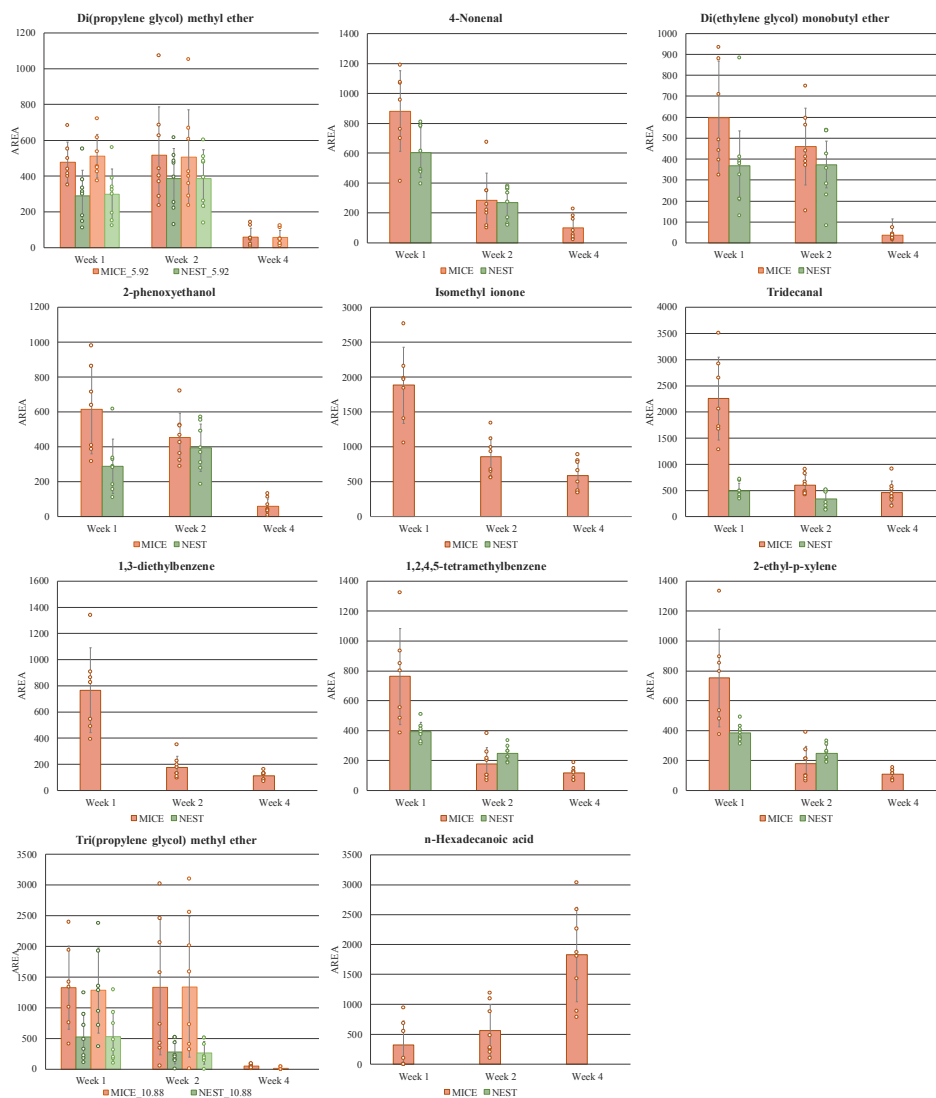 Di(propylene glycol) methyl ether
AREA
1200
1000
800
600
400
200
0
Week 1
Week 2
Week 4
MICE_5.92
NEST_5.92
4-Nonenal
AREA
1400
1200
1000
800
600
400
200
0
Week 1
Week 2
Week 4
MICE
NEST
Di(ethylene glycol) monobutyl ether
AREA
1000
900
800
700
600
500
400
300
200
100
0
Week 1
Week 2
Week 4
MICE
NEST
2-phenoxyethanol
AREA
1200
1000
800
600
400
200
0
Week 1
Week 2
Week 4
MICE
NEST
Isomethyl ionone
AREA
3000
2500
2000
1500
1000
500
0
Week 1
Week 2
Week 4
MICE
NEST
Tridecanal
AREA
4000
3500
3000
2500
2000
1500
1000
500
0
Week 1
Week 2
Week 4
MICE
NEST
1,3-diethylbenzene
AREA
1600
1400
1200
1000
800
600
400
200
0
Week 1
Week 2
Week 4
MICE
NEST
1,2,4,5-tetramethylbenzene
AREA
1400
1200
1000
800
600
400
200
0
Week 1
Week 2
Week 4
MICE
NEST
2-ethyl-p-xylene
AREA
1400
1200
1000
800
600
400
200
0
Week 1
Week 2
Week 4
MICE
NEST
Tri(propylene glycol) methyl ether
AREA
3500
3000
2500
2000
1500
1000
500
0
Week 1
Week 2
Week 4
MICE_10.88
NEST_10.88
n-Hexadecanoic acid
AREA
3500
3000
2500
2000
1500
1000
500
0
Week 1
Week 2
Week 4
MICE
NEST